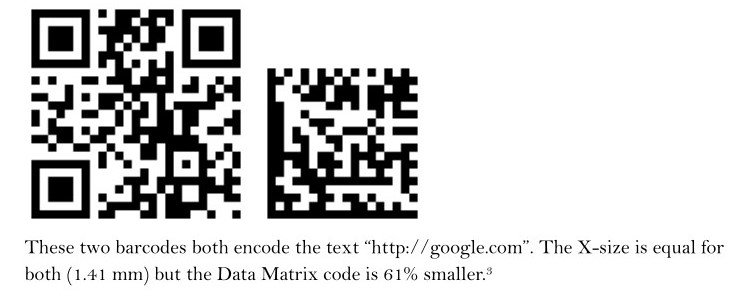 These two barcodes both encode the text “http://google.com”. The X-size is equal for
both (1.41 mm) but the Data Matrix code is 61% smaller.³